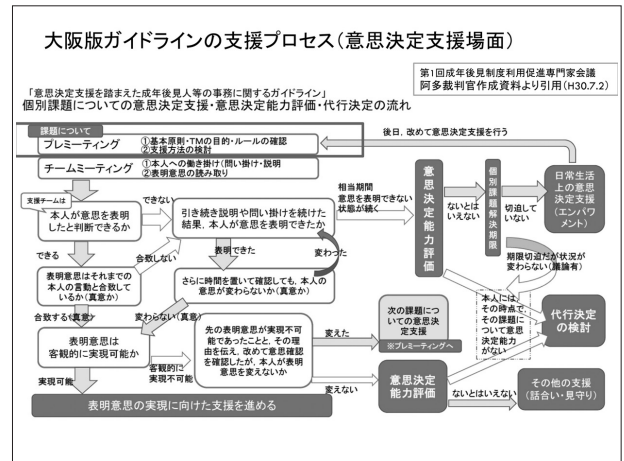 大阪版ガイドラインの支援プロセス(意思決定支援場面)
第1回成年後見制度利用促進専門家会議
阿多裁判官作成資料より引用(H30.7.2)
「意思決定支援を踏まえた成年後見人等の事務に関するガイドライン」
個別課題についての意思決定支援・意思決定能力評価・代行決定の流れ
課題について
プレミーティング
①基本原則・TMの目的・ルールの確認
②支援方法の検討
後日、改めて意思決定支援を行う
チームミーティング
①本人への働き掛け(問い掛け・説明)
②表明意思の読み取り
支援チームは
本人が意思を表明
したと判断できるか
できない
引き続き説明や問い掛けを続けた
結果、本人が意思を表明できたか
相当期間
意思を表明できない
状態が続く
意思決定能力評価
ないとは
いえない
個別課題解決期限
切迫して
いない
日常生活
上の意思
決定支援
(エンパワ
メント)
できる
合致しない
表明できた
変わった
表明意思はそれまでの
本人の言動と合致して
いるか(真意か)
さらに時間を置いて確認しても、本人の
意思が変わらないか(真意か)
期限切迫だが状況が
変わらない(議論有)
合致する(真意)
変わらない(真意)
本人には、
その時点で、
その課題につ
いて意思
決定能力
がない
代行決定
の検討
表明意思は
客観的に実現可能か
客観的に
実現不可能
先の表明意思が実現不可
能であったことと、その理
由を伝え、改めて意思確認
を確認したが、本人が表明
意思を変えないか
変えた
次の課題に
ついての意思決
定支援
※プレミーティングへ
実現可能
変えない
意思決定
能力評価
ないとはいえない
その他の支援
(話合い・見守り)
表明意思の実現に向けた支援を進める